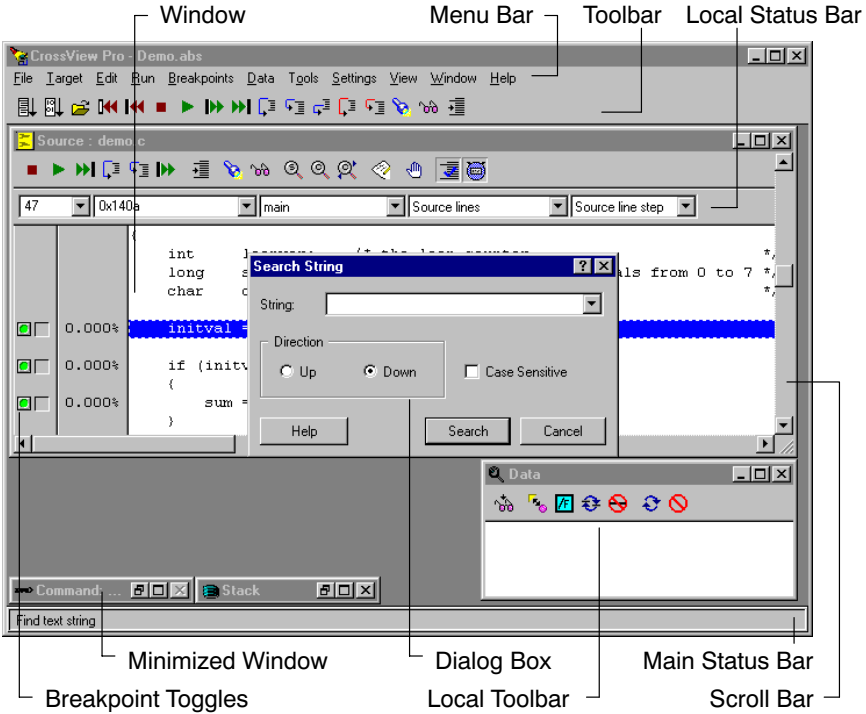 Window Menu Bar Toolbar Local Status Bar
CrossView Pro - Demo.abs
File Target Edit Run Breakpoints Data Tools Settings View Window Help
Source : demo.c
47 0x140a main Source lines Source line step
{
int /* the loop counter */
long als from 0 to 7 */
char */
Search String
String:
0.000% initval =
Direction
0.000% if (initv
Up Down Case Sensitive
{
0.000% sum =
}
Help Search Cancel
Data
Command: ... Stack
Find text string
Minimized Window Dialog Box Main Status Bar
Breakpoint Toggles Local Toolbar Scroll Bar